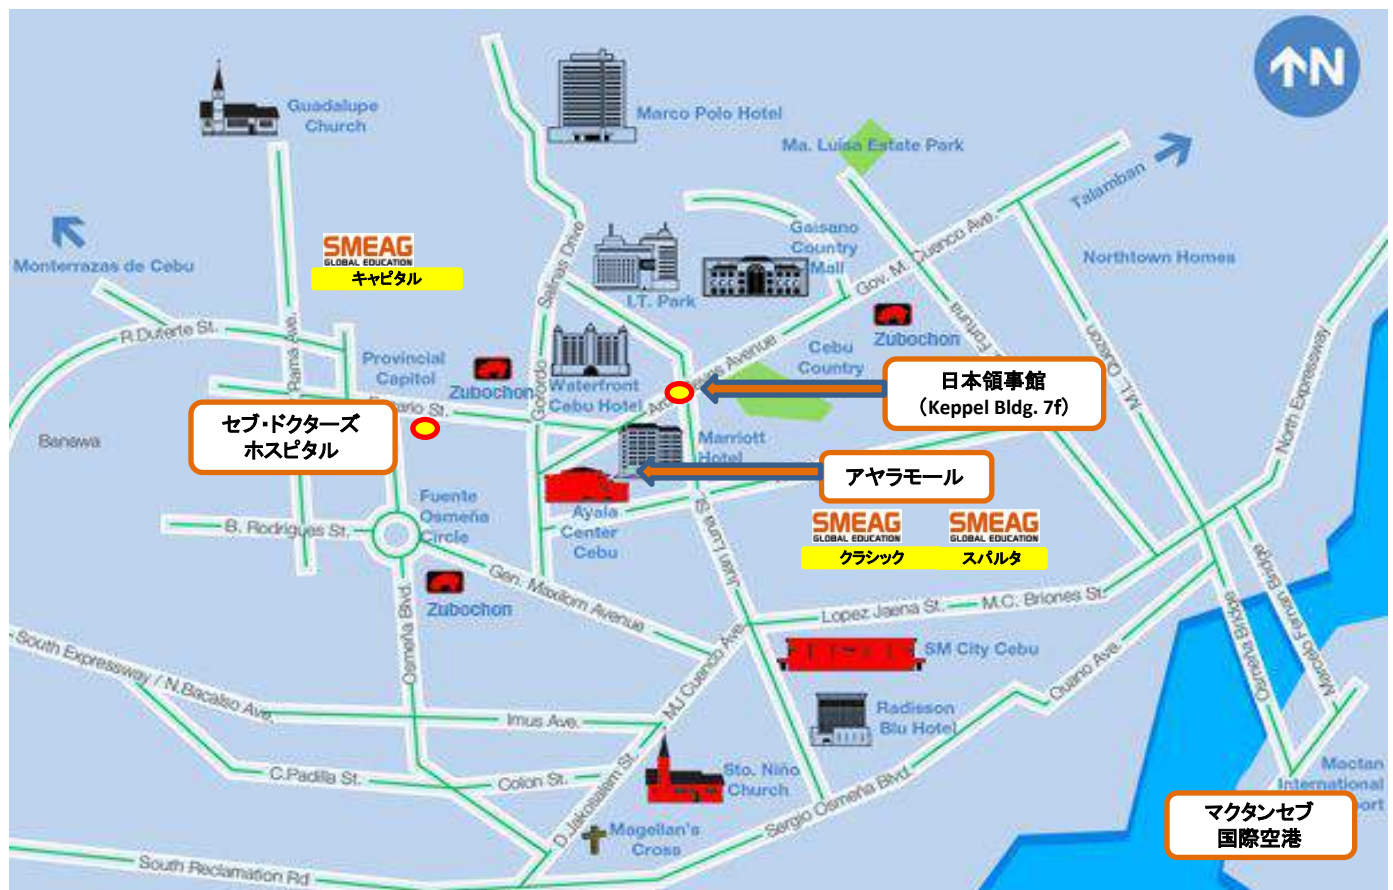 N
Guadalupe
Church
Marco Polo Hotel
Ma. Luisa Estate Park
Talamban
Monterrazas de Cebu
SMEAG
GLOBAL EDUCATION
キャピタル
Salinas Drive
I.T. Park
Gaisano
Country
Mall
Gov. M. Cuenco Ave.
Northtown Homes
R.Duterte St.
Rama Ave.
Provincial
Capitol
Zubochon
Gorordo
Waterfront
Cebu Hotel
Avenue
Cebu
Country
Zubochon
Fortuna
M.L. Quezon
North Expressway
日本領事館
(Keppel Bldg. 7f)
セブ・ドクターズ
ホスピタル
St.
Banawa
Marriott
Hotel
アヤラモール
Ayala
Center
Cebu
Juan Luna St.
SMEAG
GLOBAL EDUCATION
クラシック
SMEAG
GLOBAL EDUCATION
スパルタ
Fuente
Osmeña
Circle
B. Rodrigues St.
Gen. Maxilom Avenue
Zubochon
Osmeña Blvd.
Lopez Jaena St.
M.C. Briones St.
Osmeña Bridge
Marcelo Fernan Bridge
South Expressway / N.Bacalso Ave.
Imus Ave.
MJ Cuenco Ave.
SM City Cebu
Ouano Ave.
Radisson
Blu Hotel
C.Padilla St.
Colon St.
D.Jakosalem St.
Sto. Niño
Church
Magellan's
Cross
Sergio Osmeña Blvd.
South Reclamation Rd
Mactan
International
port
マクタンセブ
国際空港